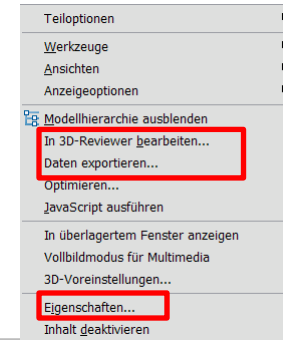 Teiloptionen
Werkzeuge
Ansichten
Anzeigeoptionen
Modellhierarchie ausblenden
In 3D-Reviewer bearbeiten...
Daten exportieren...
Optimieren...
JavaScript ausführen
In überlagertem Fenster anzeigen
Vollbildmodus für Multimedia
3D-Voreinstellungen...
Eigenschaften...
Inhalt deaktivieren